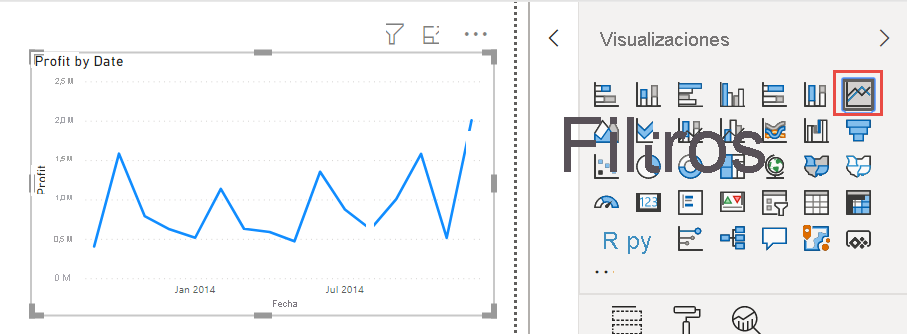 Visualizaciones
Profit by Date
2,5 M
2,0 M
1,5 M
1,0 M
0,5 M
0 M
Profit
Jan 2014
Jul 2014
Fecha
Filtros
123
R py